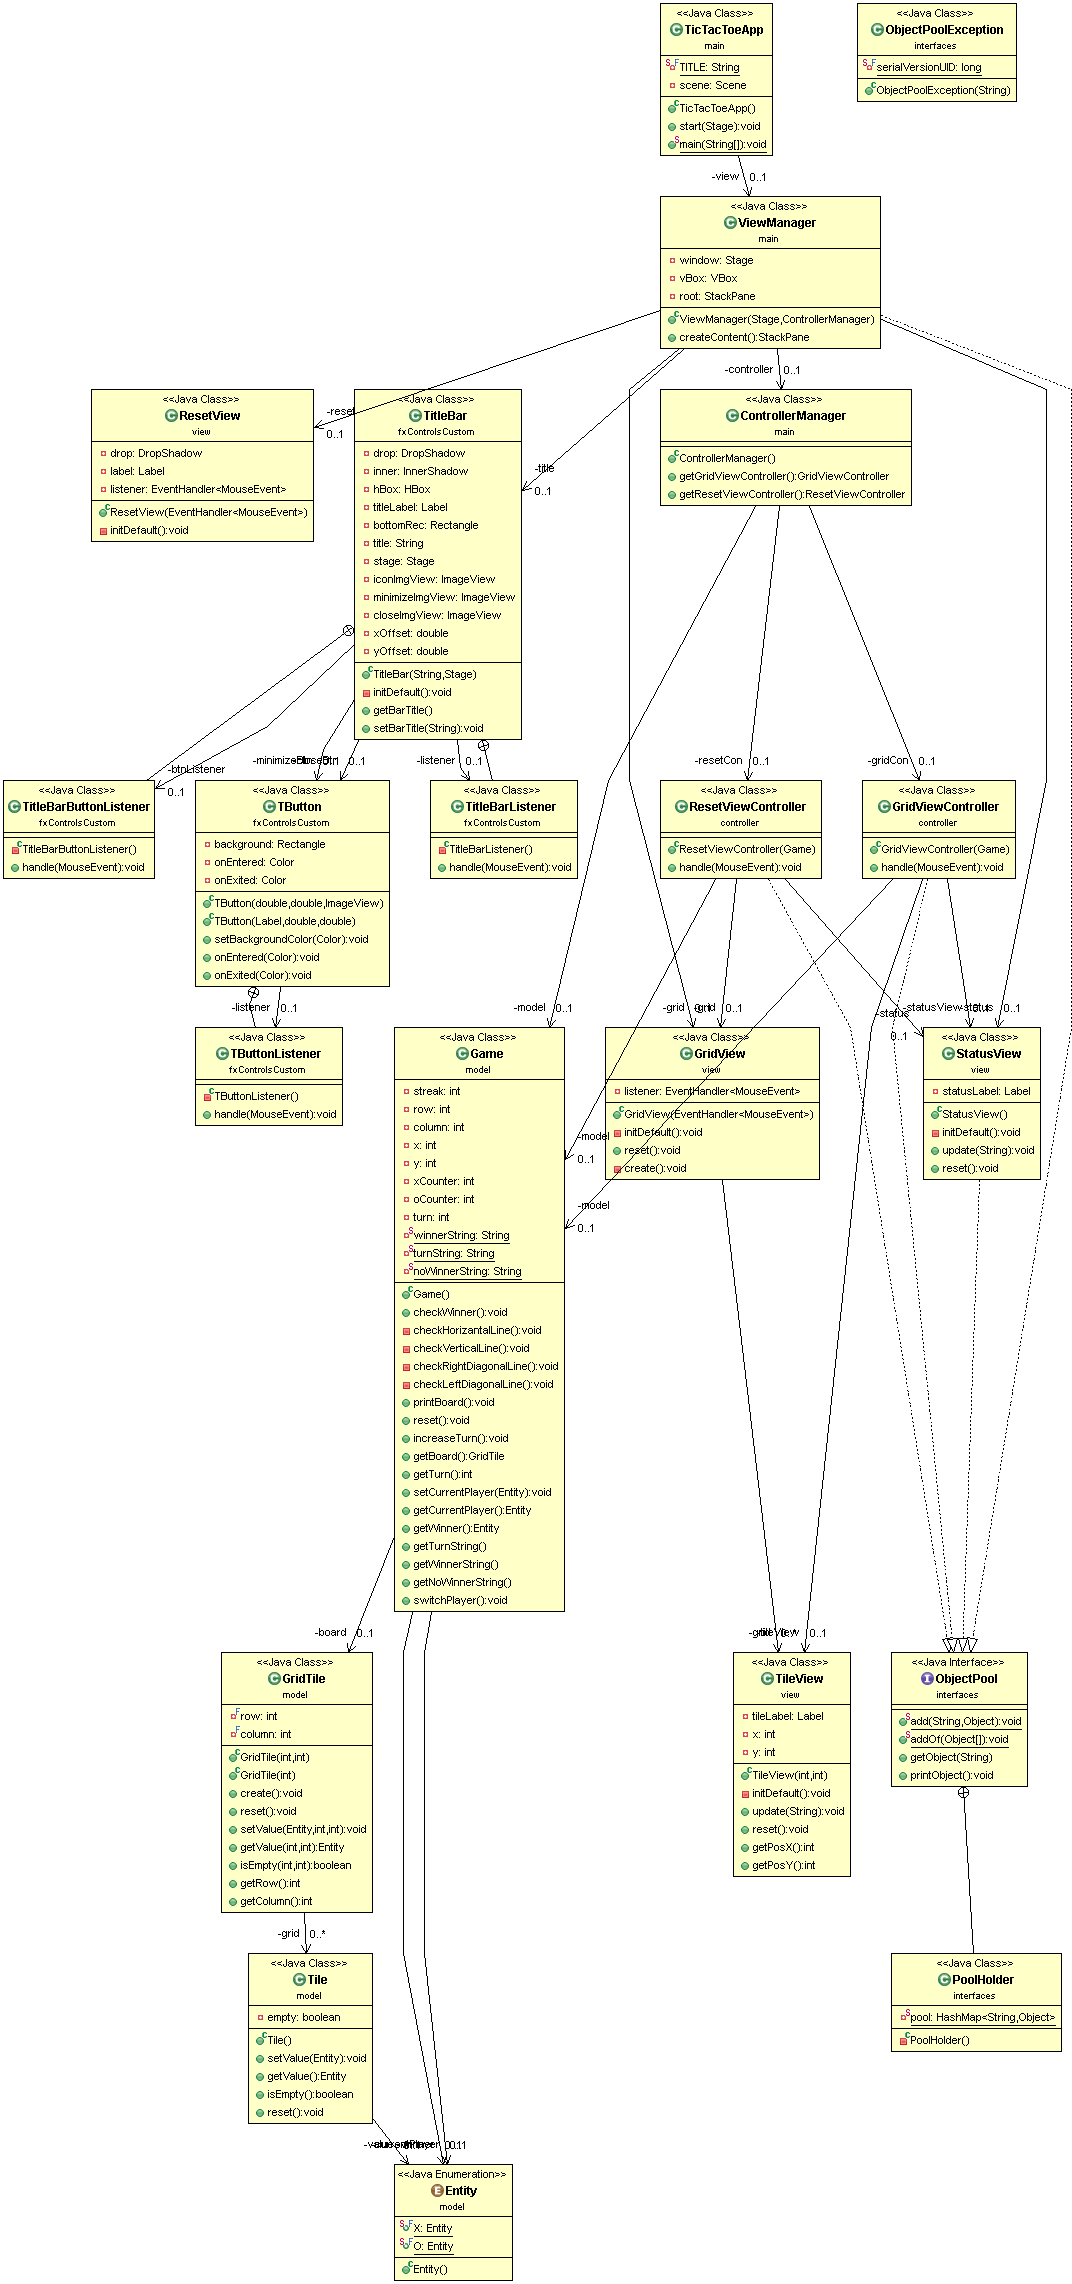 <<Java Class>>
TicTacToeApp
main
TITLE: String
scene: Scene
TicTacToeApp()
start(Stage):void
main(String[]):void
<<Java Class>>
ObjectPoolException
interfaces
serialVersionUID: long
ObjectPoolException(String)
-view
0..1
<<Java Class>>
ViewManager
main
window: Stage
vBox: VBox
root: StackPane
ViewManager(Stage,ControllerManager)
createContent():StackPane
-controller
0..1
<<Java Class>>
ResetView
view
drop: DropShadow
label: Label
listener: EventHandler<MouseEvent>
ResetView(EventHandler<MouseEvent>)
initDefault():void
-reset
0..1
<<Java Class>>
TitleBar
fxControlsCustom
drop: DropShadow
inner: InnerShadow
hBox: HBox
titleLabel: Label
bottomRec: Rectangle
title: String
stage: Stage
iconImgView: ImageView
minimizeImgView: ImageView
closeImgView: ImageView
xOffset: double
yOffset: double
TitleBar(String,Stage)
initDefault():void
getBarTitle()
setBarTitle(String):void
-title
0..1
<<Java Class>>
ControllerManager
main
ControllerManager()
getGridViewController():GridViewController
getResetViewController():ResetViewController
-btnListener
0..1
-listener
0..1
-resetCon
0..1
-gridCon
0..1
<<Java Class>>
TitleBarButtonListener
fxControlsCustom
TitleBarButtonListener()
handle(MouseEvent):void
<<Java Class>>
TButton
fxControlsCustom
background: Rectangle
onEntered: Color
onExited: Color
TButton(double,double,ImageView)
TButton(Label,double,double)
setBackgroundColor(Color):void
onEntered(Color):void
onExited(Color):void
<<Java Class>>
TitleBarListener
fxControlsCustom
TitleBarListener()
handle(MouseEvent):void
<<Java Class>>
ResetViewController
controller
ResetViewController(Game)
handle(MouseEvent):void
<<Java Class>>
GridViewController
controller
GridViewController(Game)
handle(MouseEvent):void
-listener
0..1
-model
0..1
-grid
0..1
-statusView
-status
0..1
<<Java Class>>
TButtonListener
fxControlsCustom
TButtonListener()
handle(MouseEvent):void
<<Java Class>>
Game
model
streak: int
row: int
column: int
x: int
y: int
xCounter: int
oCounter: int
turn: int
winnerString: String
turnString: String
noWinnerString: String
Game()
checkWinner():void
checkHorizantalLine():void
checkVerticalLine():void
checkRightDiagonalLine():void
checkLeftDiagonalLine():void
printBoard():void
reset():void
increaseTurn():void
getBoard():GridTile
getTurn():int
setCurrentPlayer(Entity):void
getCurrentPlayer():Entity
getWinner():Entity
getTurnString()
getWinnerString()
getNoWinnerString()
switchPlayer():void
<<Java Class>>
GridView
view
listener: EventHandler<MouseEvent>
GridView(EventHandler<MouseEvent>)
initDefault():void
reset():void
create():void
-model
0..1
-model
0..1
<<Java Class>>
StatusView
view
statusLabel: Label
StatusView()
initDefault():void
update(String):void
reset():void
-board
0..1
0..1
<<Java Class>>
GridTile
model
row: int
column: int
GridTile(int,int)
GridTile(int)
create():void
reset():void
setValue(Entity,int,int):void
getValue(int,int):Entity
isEmpty(int,int):boolean
getRow():int
getColumn():int
<<Java Class>>
TileView
view
tileLabel: Label
x: int
y: int
TileView(int,int)
initDefault():void
update(String):void
reset():void
getPosX():int
getPosY():int
<<Java Interface>>
ObjectPool
interfaces
add(String,Object):void
addOf(Object[]):void
getObject(String)
printObject():void
-grid
0..*
<<Java Class>>
Tile
model
empty: boolean
Tile()
setValue(Entity):void
getValue():Entity
isEmpty():boolean
reset():void
<<Java Class>>
PoolHolder
interfaces
pool: HashMap<String,Object>
PoolHolder()
<<Java Enumeration>>
Entity
model
X: Entity
O: Entity
Entity()